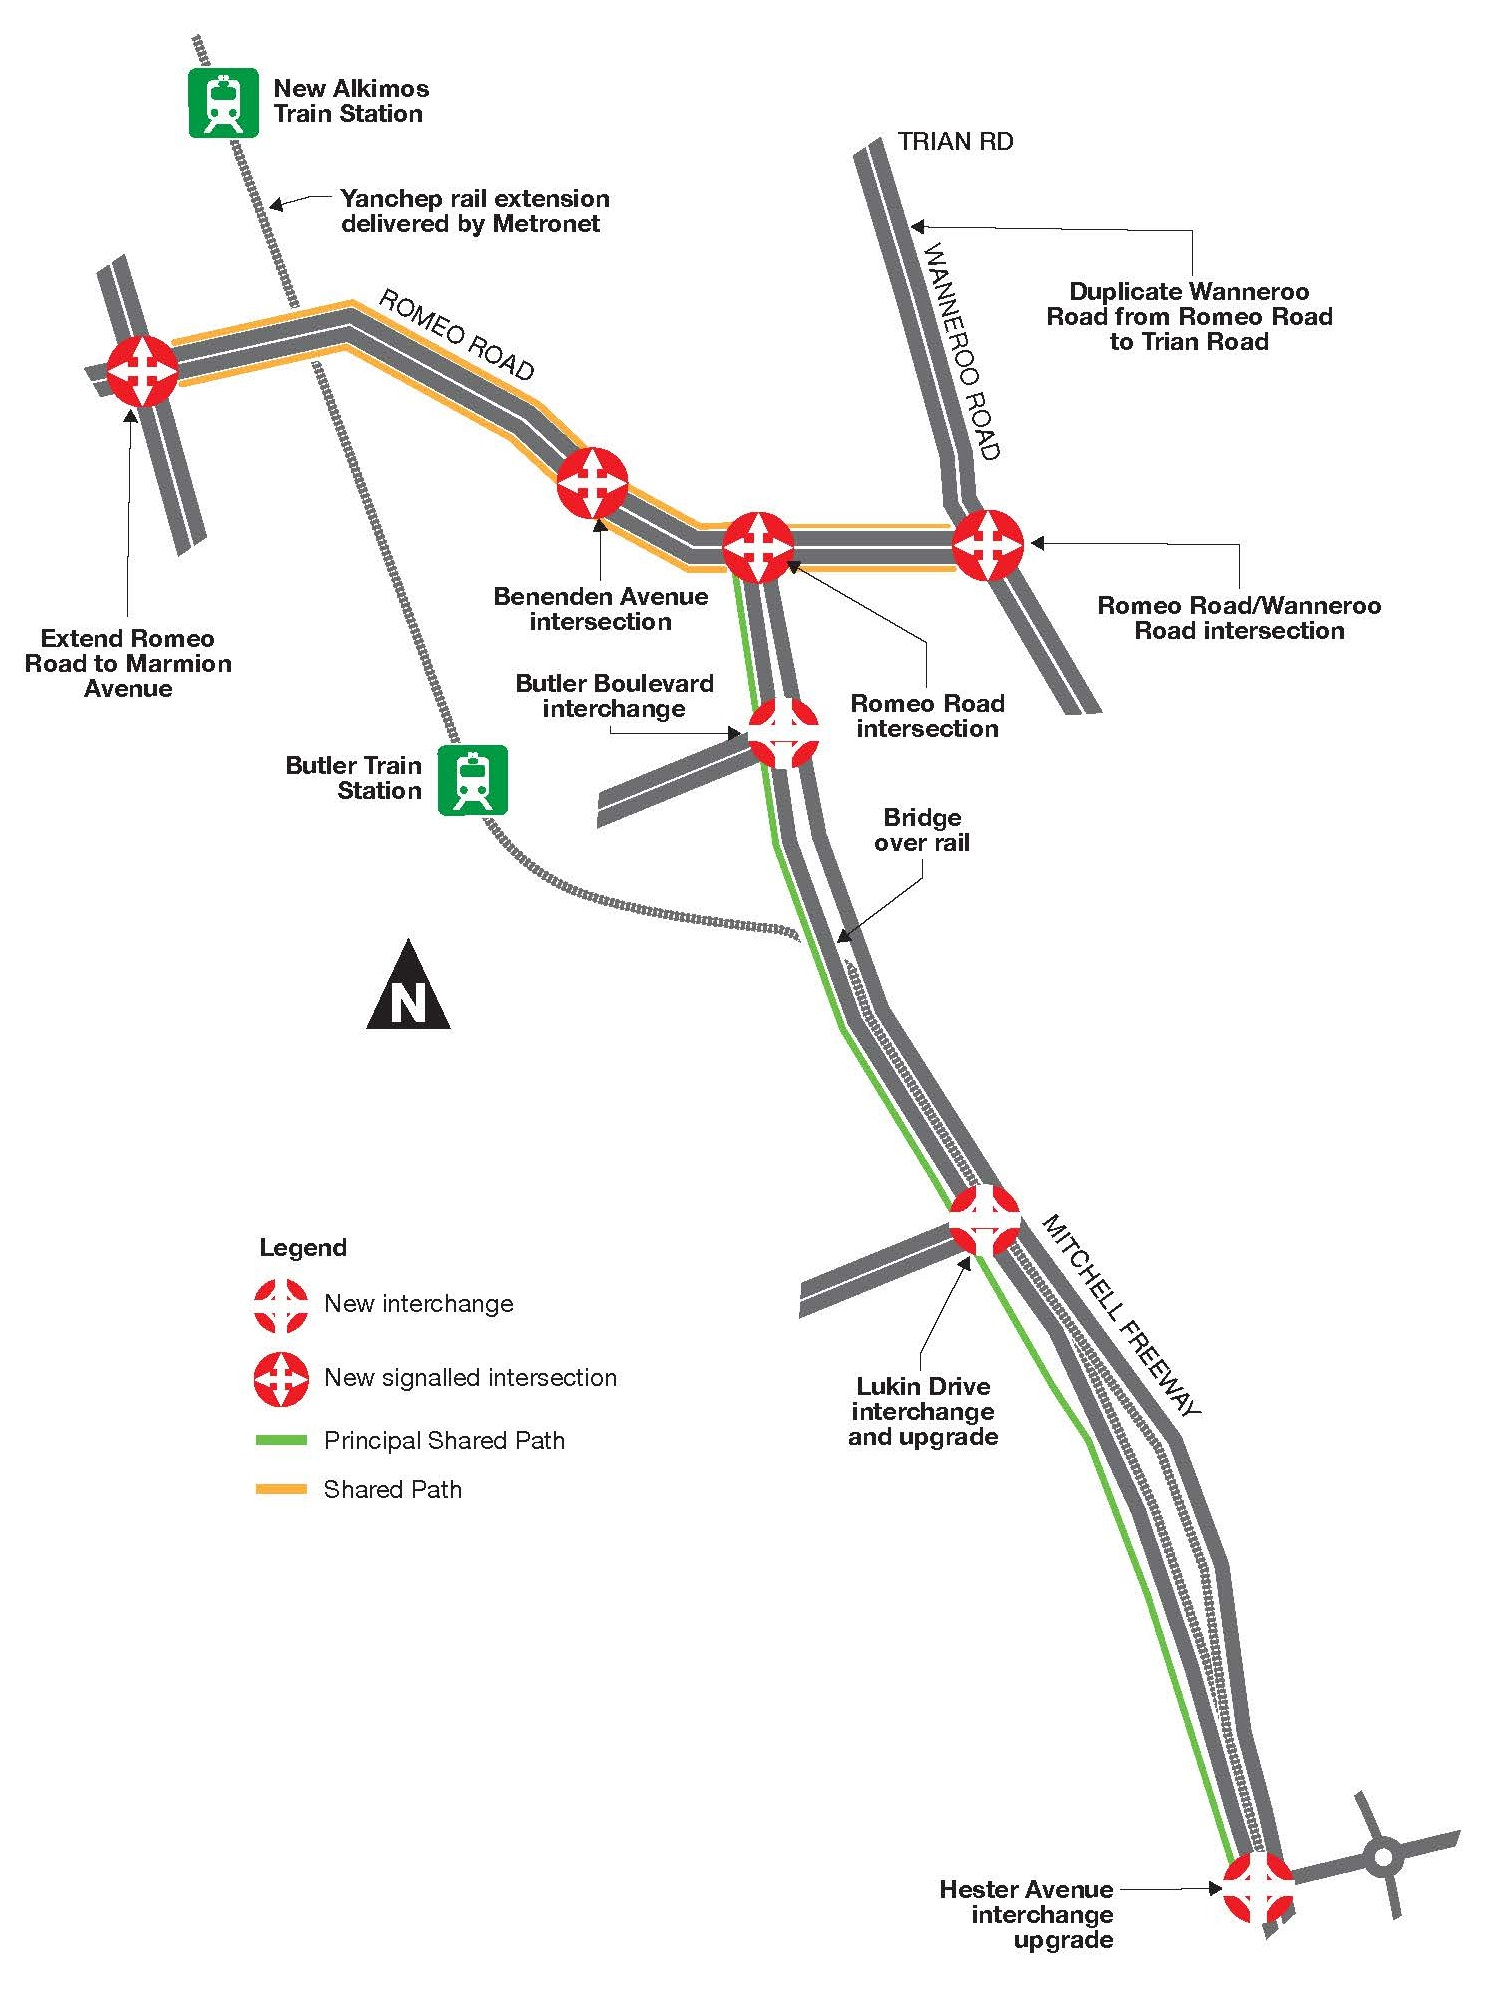 New Alkimos
Train Station
TRIAN RD
Yanchep rail extension
delivered by Metronet
WANNEROO ROAD
Duplicate Wanneroo
Road from Romeo Road
to Trian Road
ROMEO ROAD
Benenden Avenue
intersection
Romeo Road/Wanneroo
Road intersection
Extend Romeo
Road to Marmion
Avenue
Butler Boulevard
interchange
Romeo Road
intersection
Butler Train
Station
Bridge
over rail
N
MITCHELL FREEWAY
Legend
New interchange
New signalled intersection
Principal Shared Path
Shared Path
Lukin Drive
interchange
and upgrade
Hester Avenue
interchange
upgrade